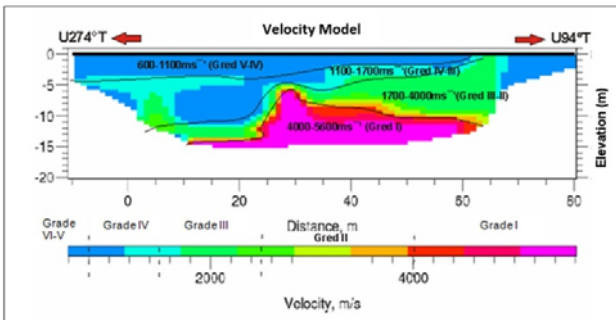 Velocity Model
U274°T
U94°T
0
-5
-10
-15
-20
Elevation (m)
600-1100ms⁻¹ (Gred V-IV)
1100-1700ms⁻¹ (Gred IV-III)
1700-4000ms⁻¹ (Gred III-II)
4000-5600ms⁻¹ (Gred I)
0 20 40 60 80
Distance, m
Grade VI-V
Grade IV
Grade III
Gred II
Grade I
2000 4000
Velocity, m/s